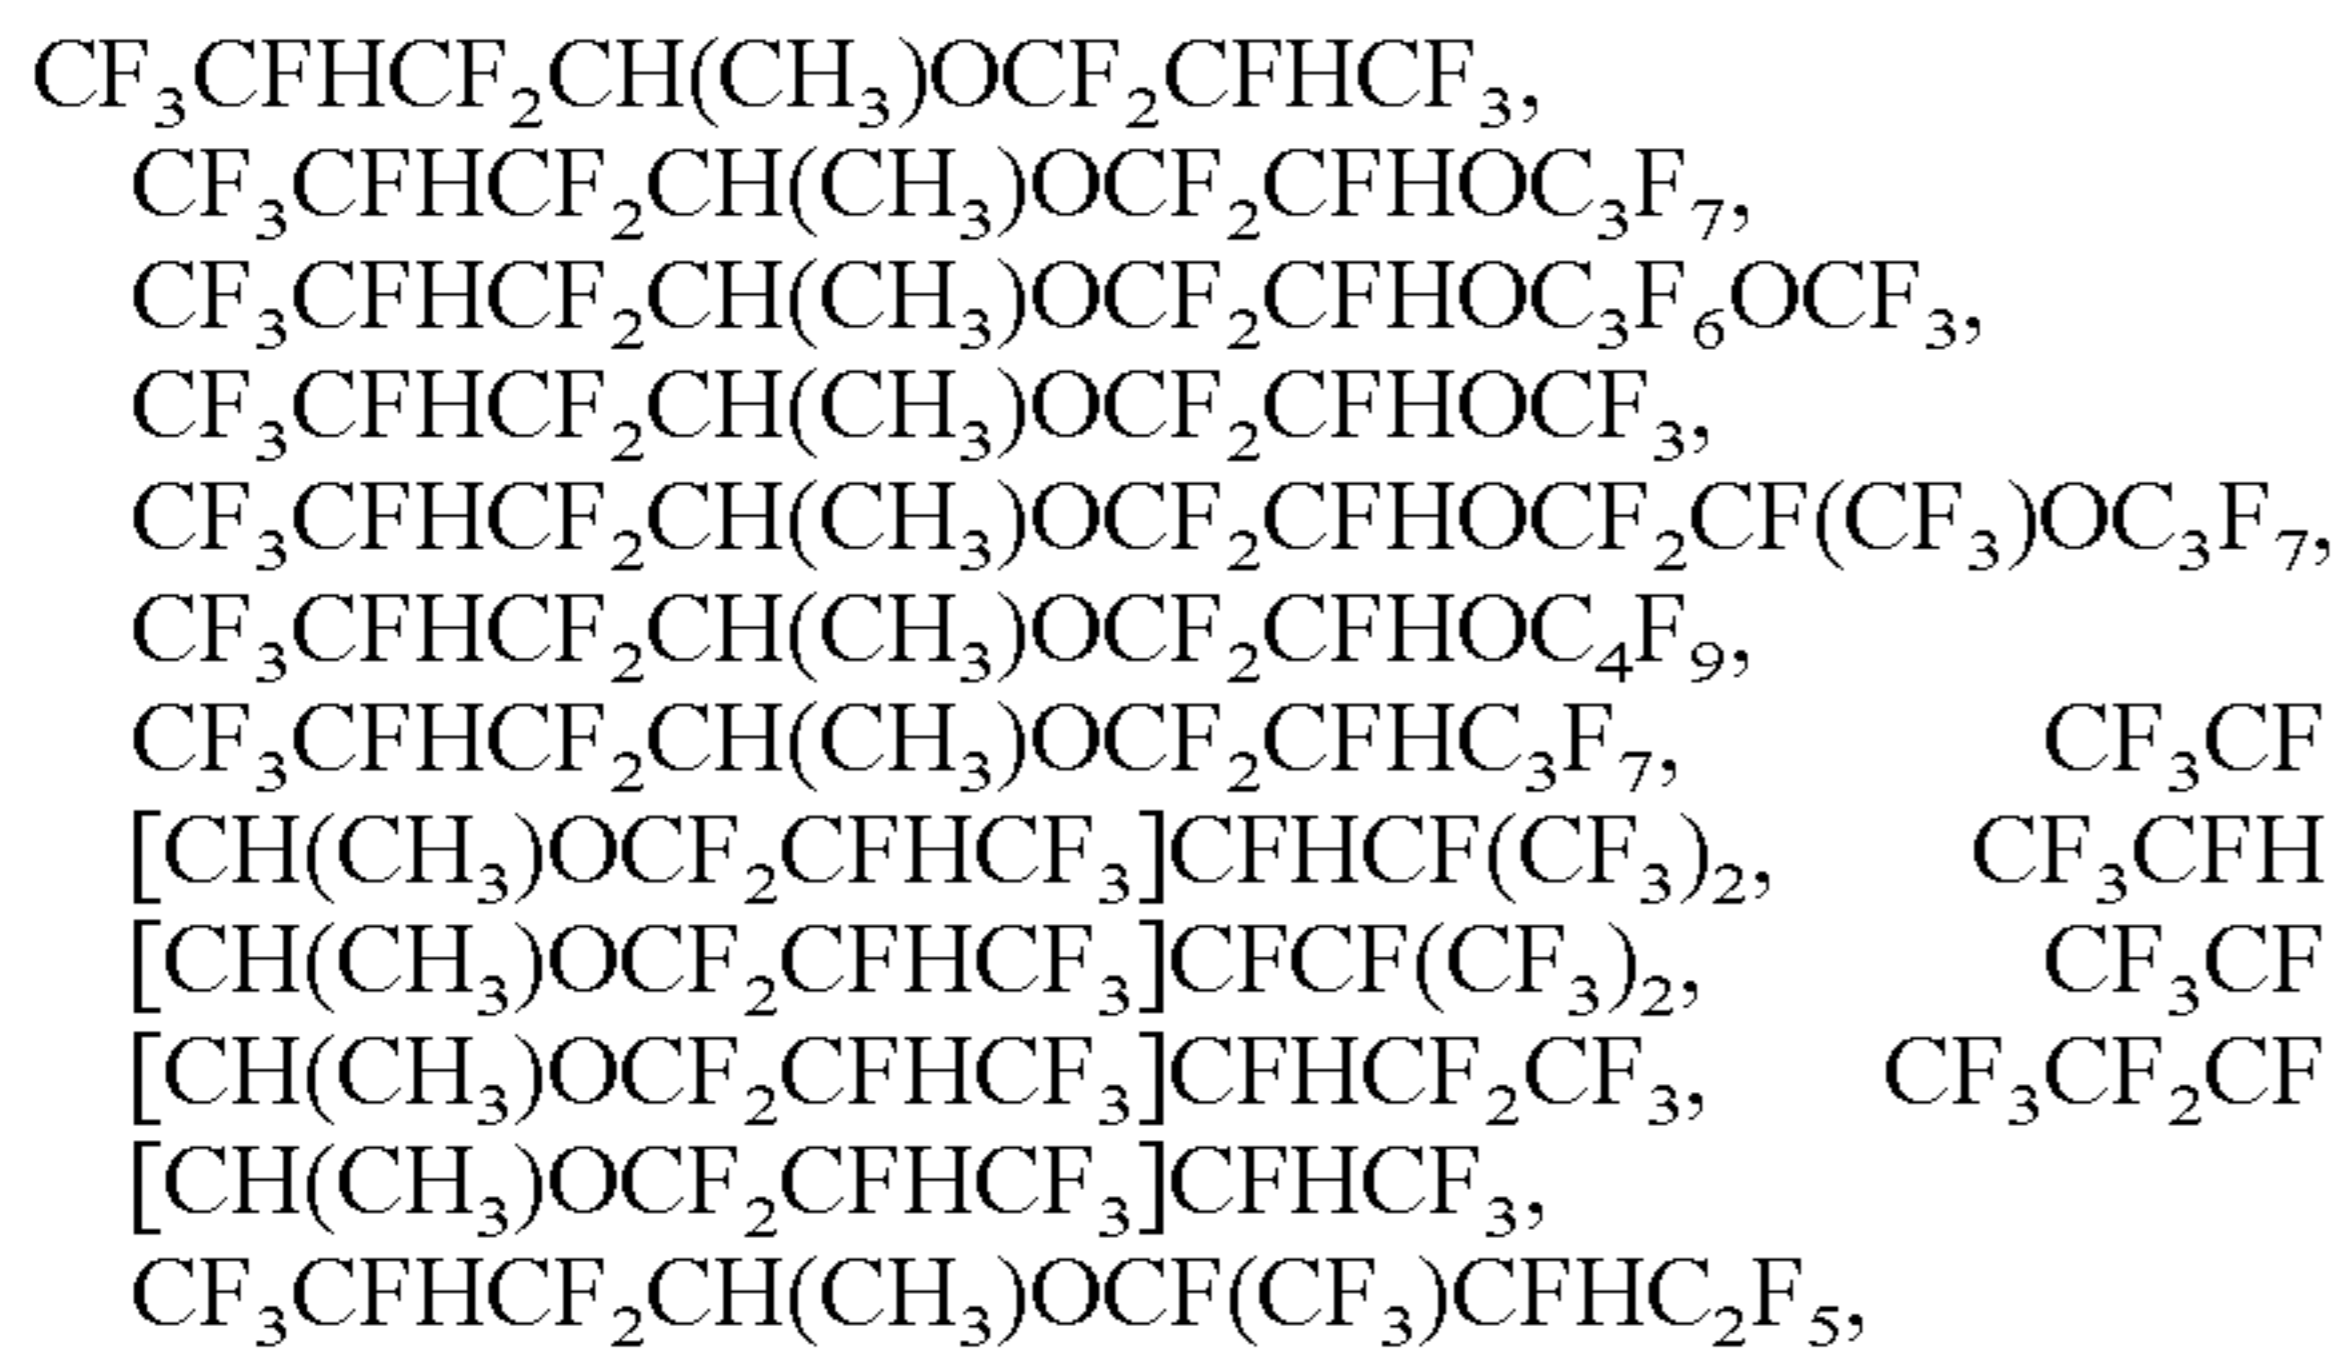 CF₃CFHCF₂CH(CH₃)OCF₂CFHCF₃,
CF₃CFHCF₂CH(CH₃)OCF₂CFHOC₃F₇,
CF₃CFHCF₂CH(CH₃)OCF₂CFHOC₃F₆OCF₃,
CF₃CFHCF₂CH(CH₃)OCF₂CFHOCF₃,
CF₃CFHCF₂CH(CH₃)OCF₂CFHOCF₂CF(CF₃)OC₃F₇,
CF₃CFHCF₂CH(CH₃)OCF₂CFHOC₄F₉,
CF₃CFHCF₂CH(CH₃)OCF₂CFHC₃F₇, CF₃CF
[CH(CH₃)OCF₂CFHCF₃]CFHCF(CF₃)₂, CF₃CFH
[CH(CH₃)OCF₂CFHCF₃]CFCF(CF₃)₂, CF₃CF
[CH(CH₃)OCF₂CFHCF₃]CFHCF₂CF₃, CF₃CF₂CF
[CH(CH₃)OCF₂CFHCF₃]CFHCF₃,
CF₃CFHCF₂CH(CH₃)OCF(CF₃)CFHC₂F₅,